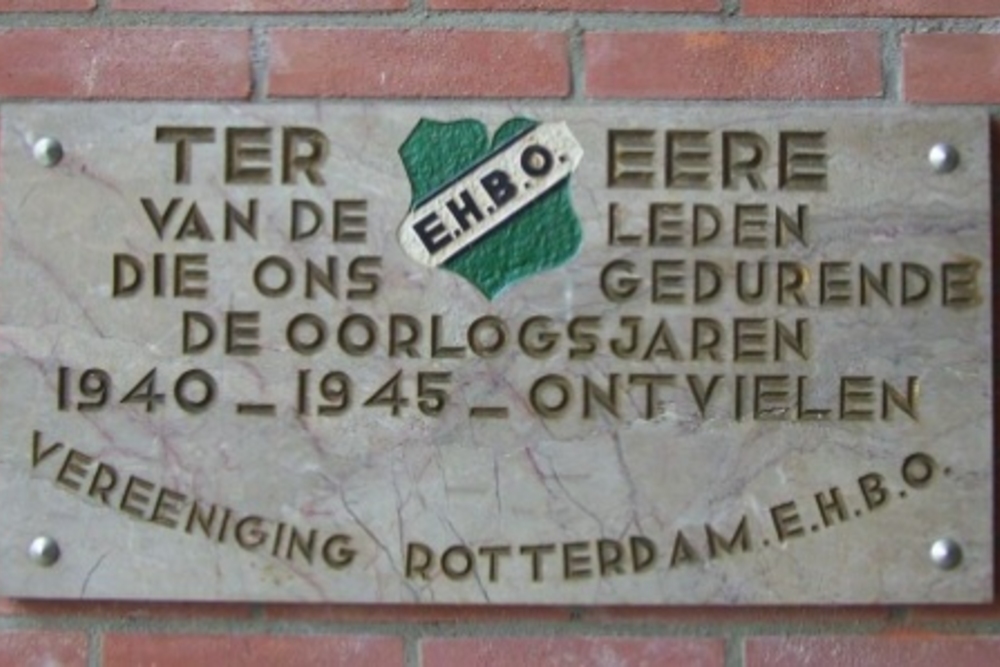 TER EERE
E.H.B.O.
VAN DE LEDEN
DIE ONS GEDURENDE
DE OORLOGSJAREN
1940 _ 1945 _ ONTVIELEN
VEREENIGING ROTTERDAM. E.H.B.O.